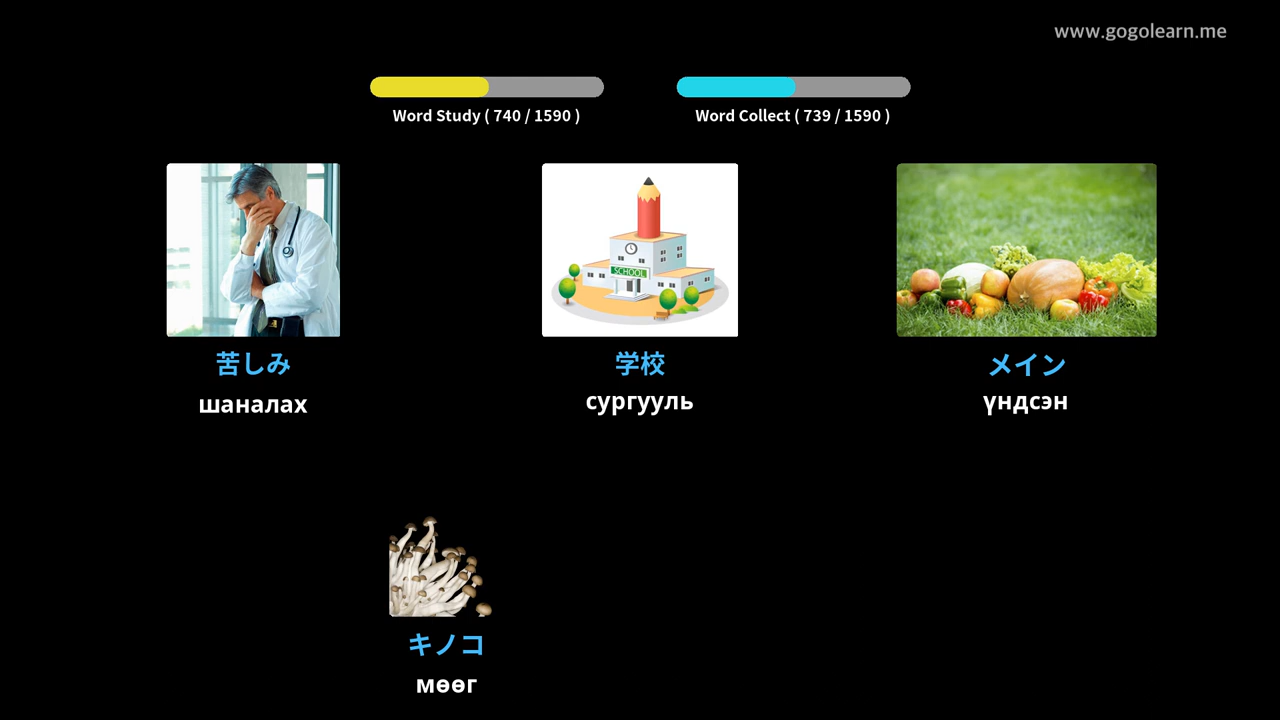 www.gogolearn.me
Word Study ( 740 / 1590 )
Word Collect ( 739 / 1590 )
SCHOOL
苦しみ
学校
メイン
шаналах
сургууль
үндсэн
キノコ
мөөг